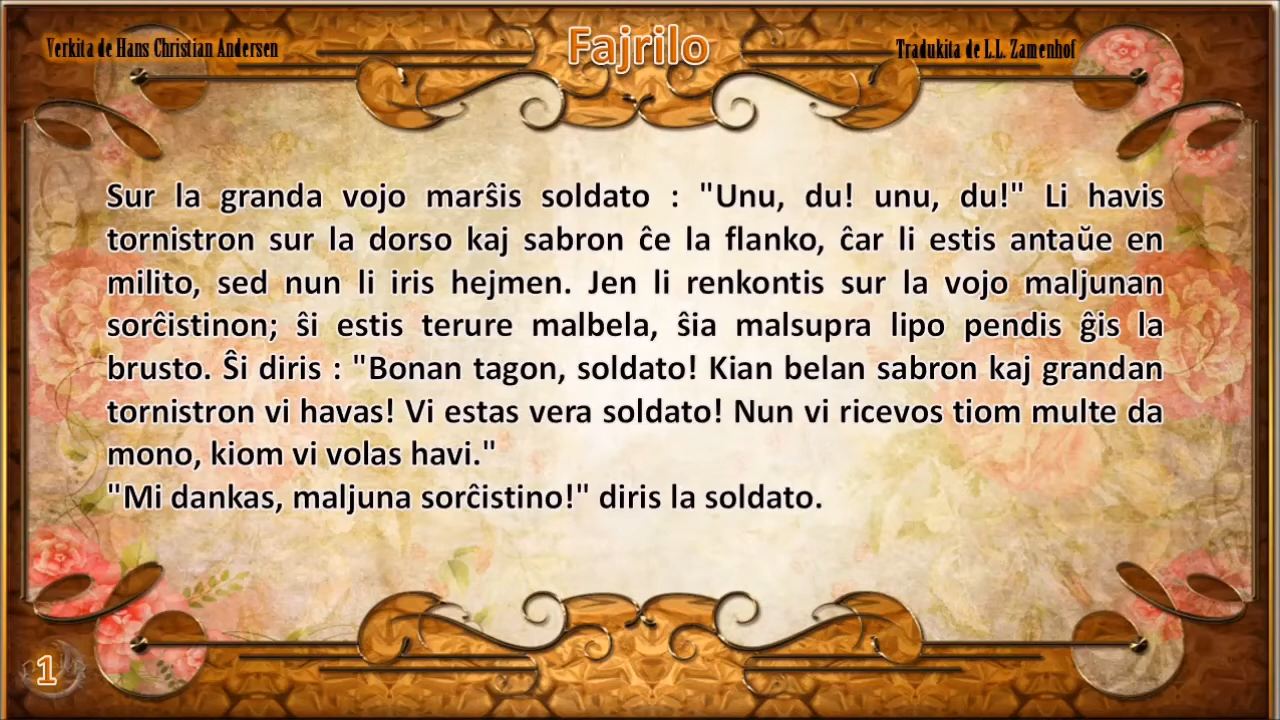 Verkita de Hans Christian Andersen
Fajrilo
Tradukita de L.L. Zamenhof
Sur la granda vojo marŝis soldato : "Unu, du! unu, du!" Li havis
tornistron sur la dorso kaj sabron ĉe la flanko, ĉar li estis antaŭe en
milito, sed nun li iris hejmen. Jen li renkontis sur la vojo maljunan
sorĉistinon; ŝi estis terure malbela, ŝia malsupra lipo pendis ĝis la
brusto. Ŝi diris : "Bonan tagon, soldato! Kian belan sabron kaj grandan
tornistron vi havas! Vi estas vera soldato! Nun vi ricevos tiom multe da
mono, kiom vi volas havi."
"Mi dankas, maljuna sorĉistino!" diris la soldato.
1